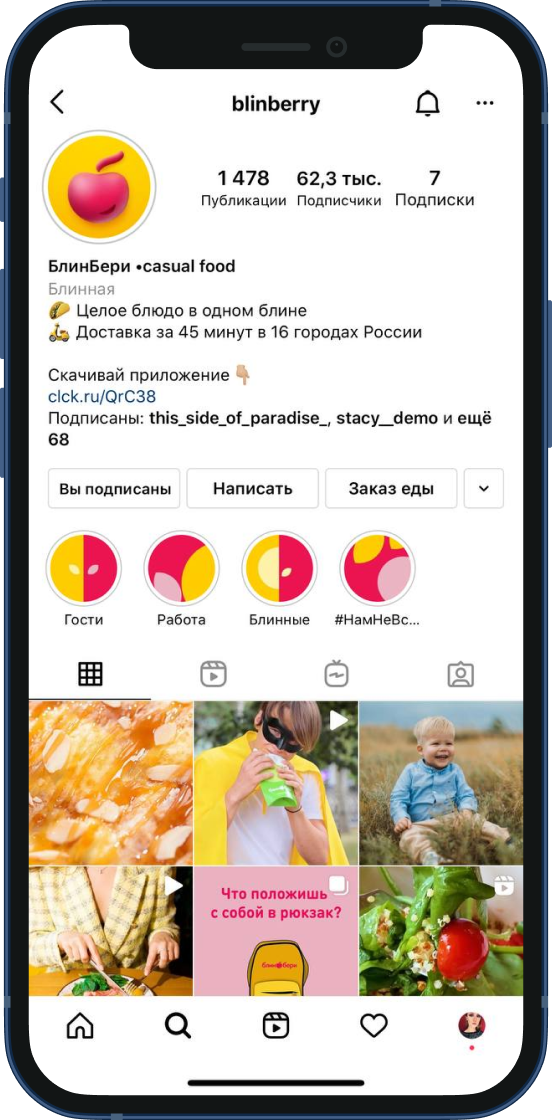 blinberry
1 478 62,3 тыс. 7
Публикации Подписчики Подписки
БлинБери •casual food
Блинная
Целое блюдо в одном блине
Доставка за 45 минут в 16 городах России
Скачивай приложение
clck.ru/QrC38
Подписаны: this_side_of_paradise_, stacy__demo и ещё
68
Вы подписаны Написать Заказ еды
Гости Работа Блинные #НамНеВс...
Что положишь
с собой в рюкзак?
блинбери